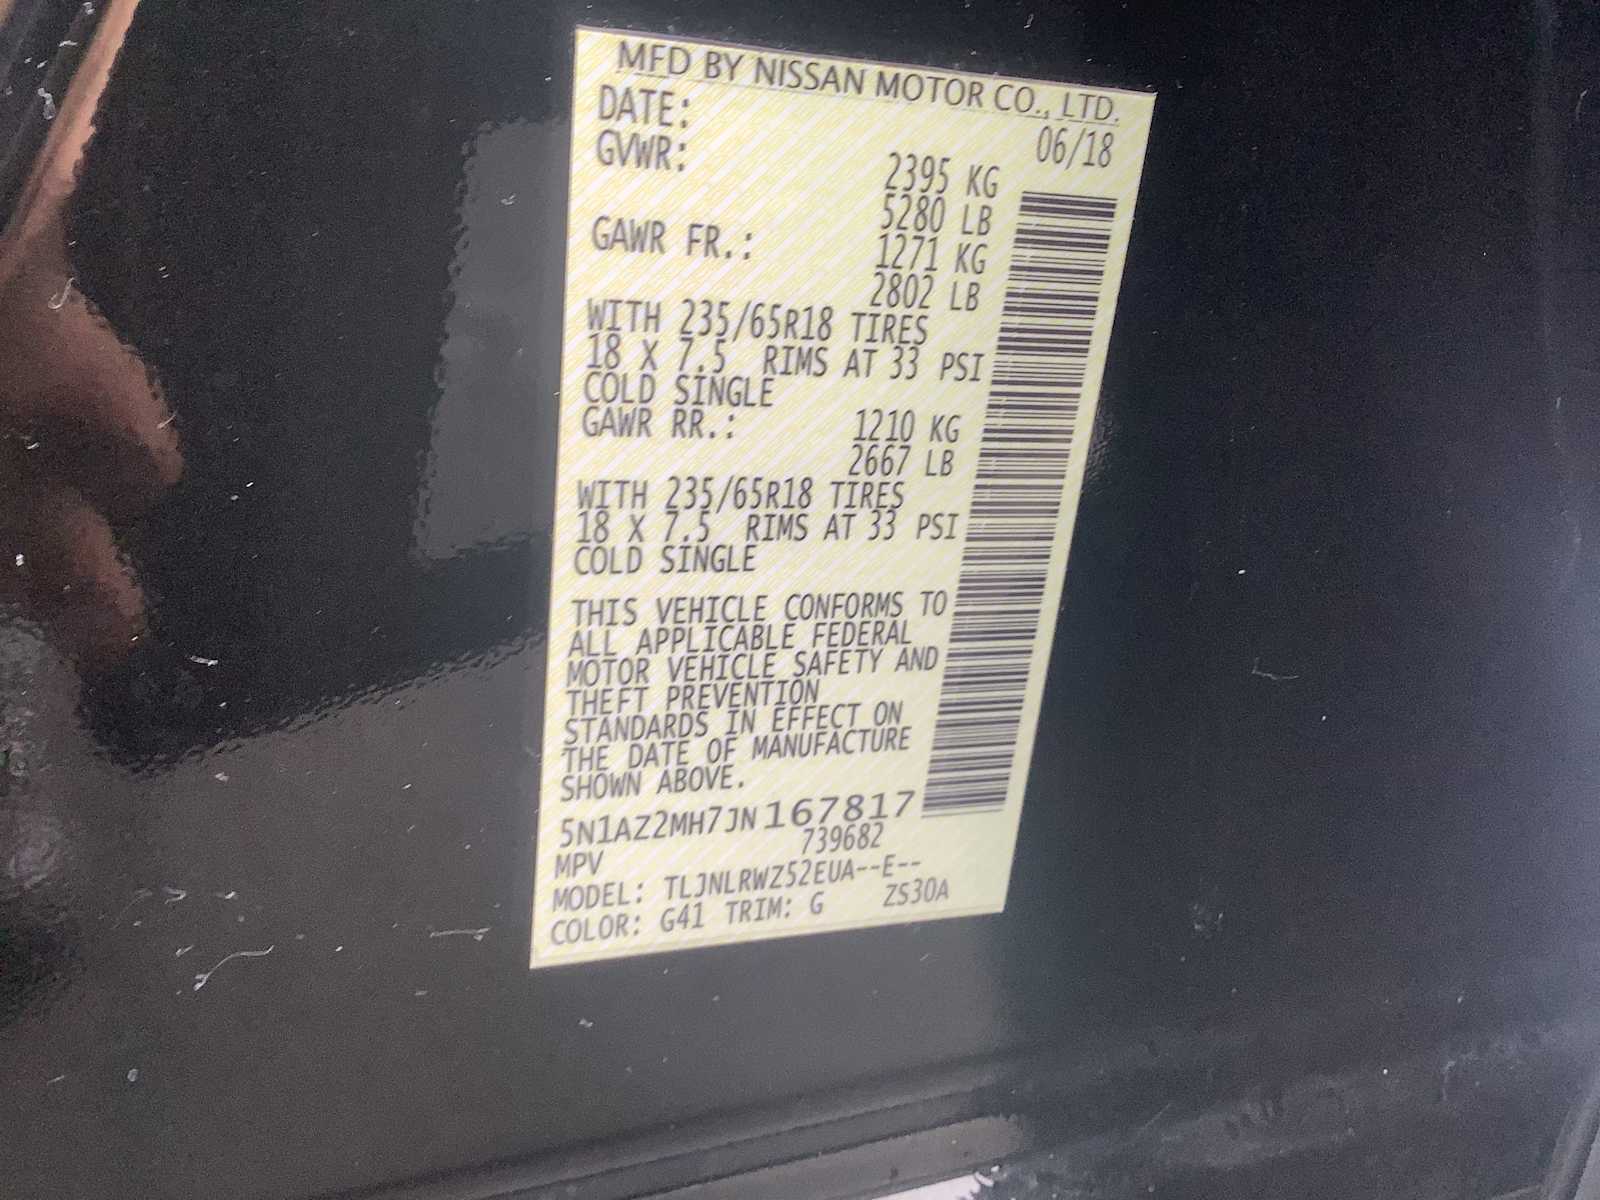 MFD BY NISSAN MOTOR CO., LTD.
DATE: 06/18
GVWR: 2395 KG
5280 LB
GAWR FR.: 1271 KG
2802 LB
WITH 235/65R18 TIRES
18 X 7.5 RIMS AT 33 PSI
COLD SINGLE
GAWR RR.: 1210 KG
2667 LB
WITH 235/65R18 TIRES
18 X 7.5 RIMS AT 33 PSI
COLD SINGLE
THIS VEHICLE CONFORMS TO
ALL APPLICABLE FEDERAL
MOTOR VEHICLE SAFETY AND
THEFT PREVENTION
STANDARDS IN EFFECT ON
THE DATE OF MANUFACTURE
SHOWN ABOVE.
5N1AZ2MH7JN167817
739682
MPV
MODEL: TLJNLRWZ52EUA--E--
COLOR: G41 TRIM: G ZS30A